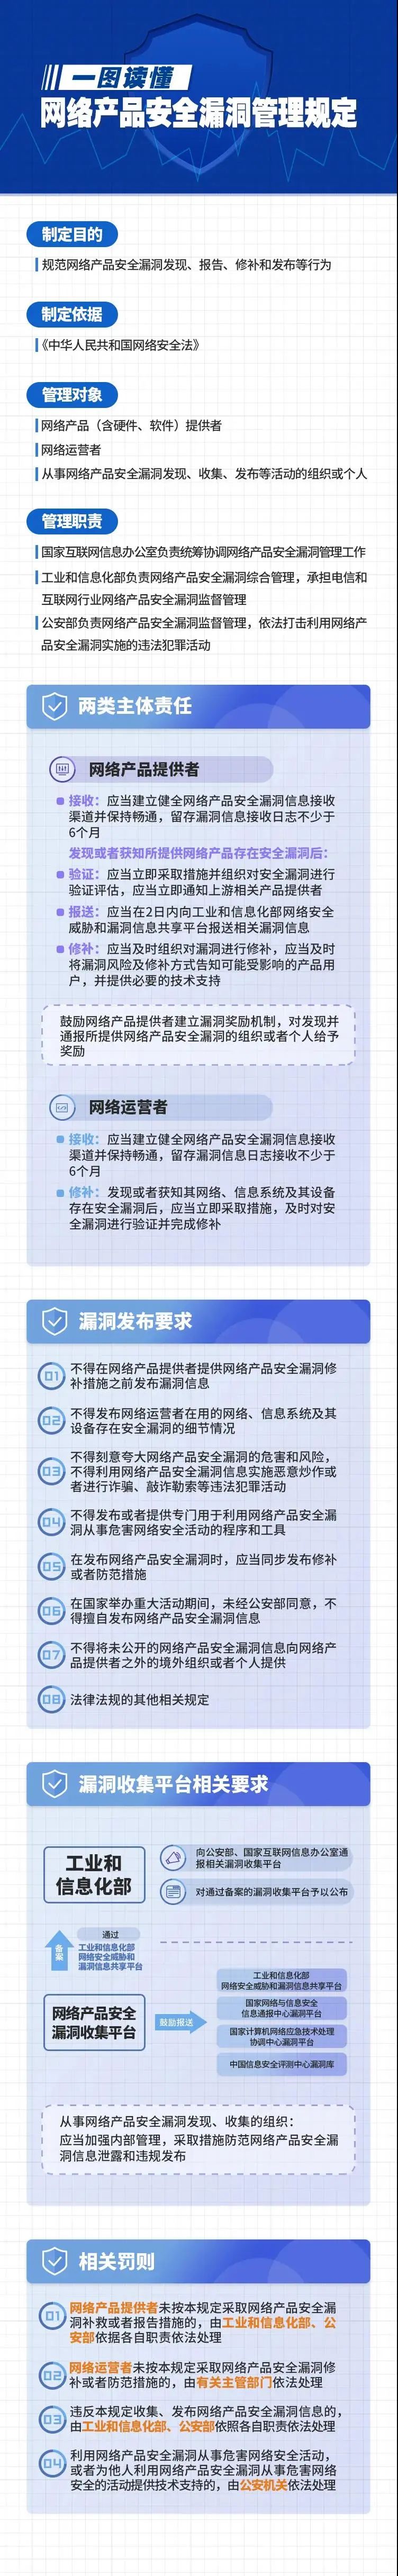 一图读懂
网络产品安全漏洞管理规定
制定目的
规范网络产品安全漏洞发现、报告、修补和发布等行为
制定依据
《中华人民共和国网络安全法》
管理对象
网络产品（含硬件、软件）提供者
网络运营者
从事网络产品安全漏洞发现、收集、发布等活动的组织或个人
管理职责
国家互联网信息办公室负责统筹协调网络产品安全漏洞管理工作
工业和信息化部负责网络产品安全漏洞综合管理，承担电信和
互联网行业网络产品安全漏洞监督管理
公安部负责网络产品安全漏洞监督管理，依法打击利用网络产
品安全漏洞实施的违法犯罪活动
两类主体责任
网络产品提供者
接收：应当建立健全网络产品安全漏洞信息接收
渠道并保持畅通，留存漏洞信息接收日志不少于
6个月
发现或者获知所提供网络产品存在安全漏洞后：
验证：应当立即采取措施并组织对安全漏洞进行
验证评估，应当立即通知上游相关产品提供者
报送：应当在2日内向工业和信息化部网络安全
威胁和漏洞信息共享平台报送相关漏洞信息
修补：应当及时组织对漏洞进行修补，应当及时
将漏洞风险及修补方式告知可能受影响的产品用
户，并提供必要的技术支持
鼓励网络产品提供者建立漏洞奖励机制，对发现并
通报所提供网络产品安全漏洞的组织或者个人给予
奖励
网络运营者
接收：应当建立健全网络产品安全漏洞信息接收
渠道并保持畅通，留存漏洞信息日志接收不少于
6个月
修补：发现或者获知其网络、信息系统及其设备
存在安全漏洞后，应当立即采取措施，及时对安
全漏洞进行验证并完成修补
漏洞发布要求
01 不得在网络产品提供者提供网络产品安全漏洞修
补措施之前发布漏洞信息
02 不得发布网络运营者在用的网络、信息系统及其
设备存在安全漏洞的细节情况
03 不得刻意夸大网络产品安全漏洞的危害和风险，
不得利用网络产品安全漏洞信息实施恶意炒作或
者进行诈骗、敲诈勒索等违法犯罪活动
04 不得发布或者提供专门用于利用网络产品安全漏
洞从事危害网络安全活动的程序和工具
05 在发布网络产品安全漏洞时，应当同步发布修补
或者防范措施
06 在国家举办重大活动期间，未经公安部同意，不
得擅自发布网络产品安全漏洞信息
07 不得将未公开的网络产品安全漏洞信息向网络产
品提供者之外的境外组织或者个人提供
08 法律法规的其他相关规定
漏洞收集平台相关要求
工业和
信息化部
向公安部、国家互联网信息办公室通
报相关漏洞收集平台
对通过备案的漏洞收集平台予以公布
备案
通过
工业和信息化部
网络安全威胁和
漏洞信息共享平台
网络产品安全
漏洞收集平台
鼓励报送
工业和信息化部
网络安全威胁和漏洞信息共享平台
国家网络与信息安全
信息通报中心漏洞平台
国家计算机网络应急技术处理
协调中心漏洞平台
中国信息安全评测中心漏洞库
从事网络产品安全漏洞发现、收集的组织：
应当加强内部管理，采取措施防范网络产品安全漏
洞信息泄露和违规发布
相关罚则
01 网络产品提供者未按本规定采取网络产品安全漏
洞补救或者报告措施的，由工业和信息化部、公
安部依据各自职责依法处理
02 网络运营者未按本规定采取网络产品安全漏洞修
补或者防范措施的，由有关主管部门依法处理
03 违反本规定收集、发布网络产品安全漏洞信息的，
由工业和信息化部、公安部依照各自职责依法处理
04 利用网络产品安全漏洞从事危害网络安全活动，
或者为他人利用网络产品安全漏洞从事危害网络
安全的活动提供技术支持的，由公安机关依法处理